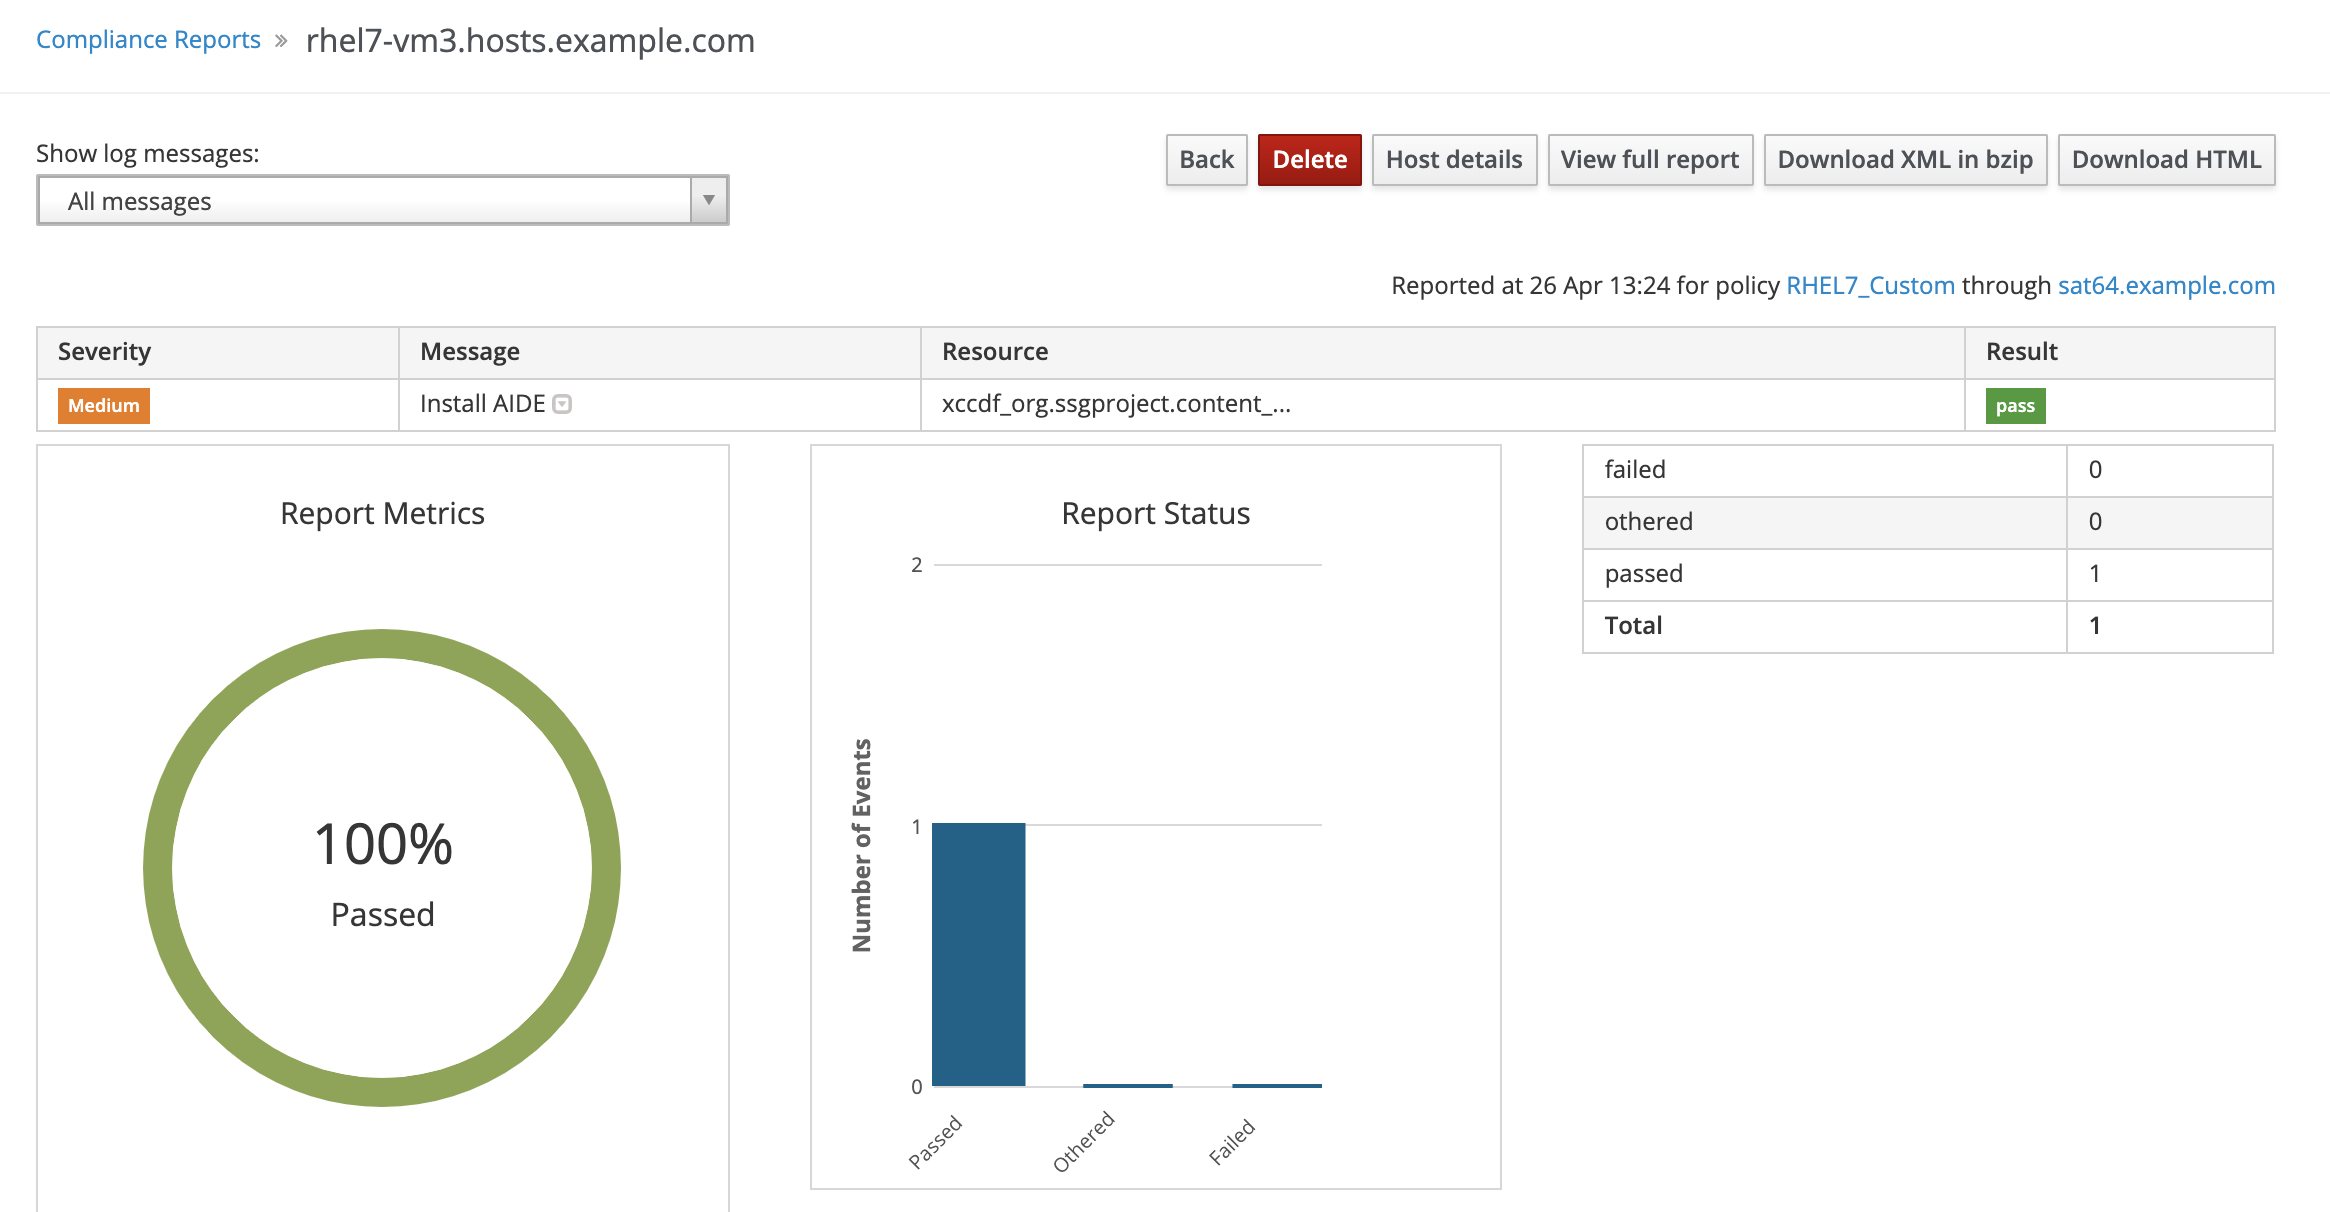 Compliance Reports » rhel7-vm3.hosts.example.com
Show log messages:
All messages
Back Delete Host details View full report Download XML in bzip Download HTML
Reported at 26 Apr 13:24 for policy RHEL7_Custom through sat64.example.com
Severity Message Resource Result
Medium Install AIDE xccdf_org.ssgproject.content_... pass
Report Metrics
100%
Passed
Report Status
Number of Events
2
1
0
Passed Othered Failed
failed 0
othered 0
passed 1
Total 1